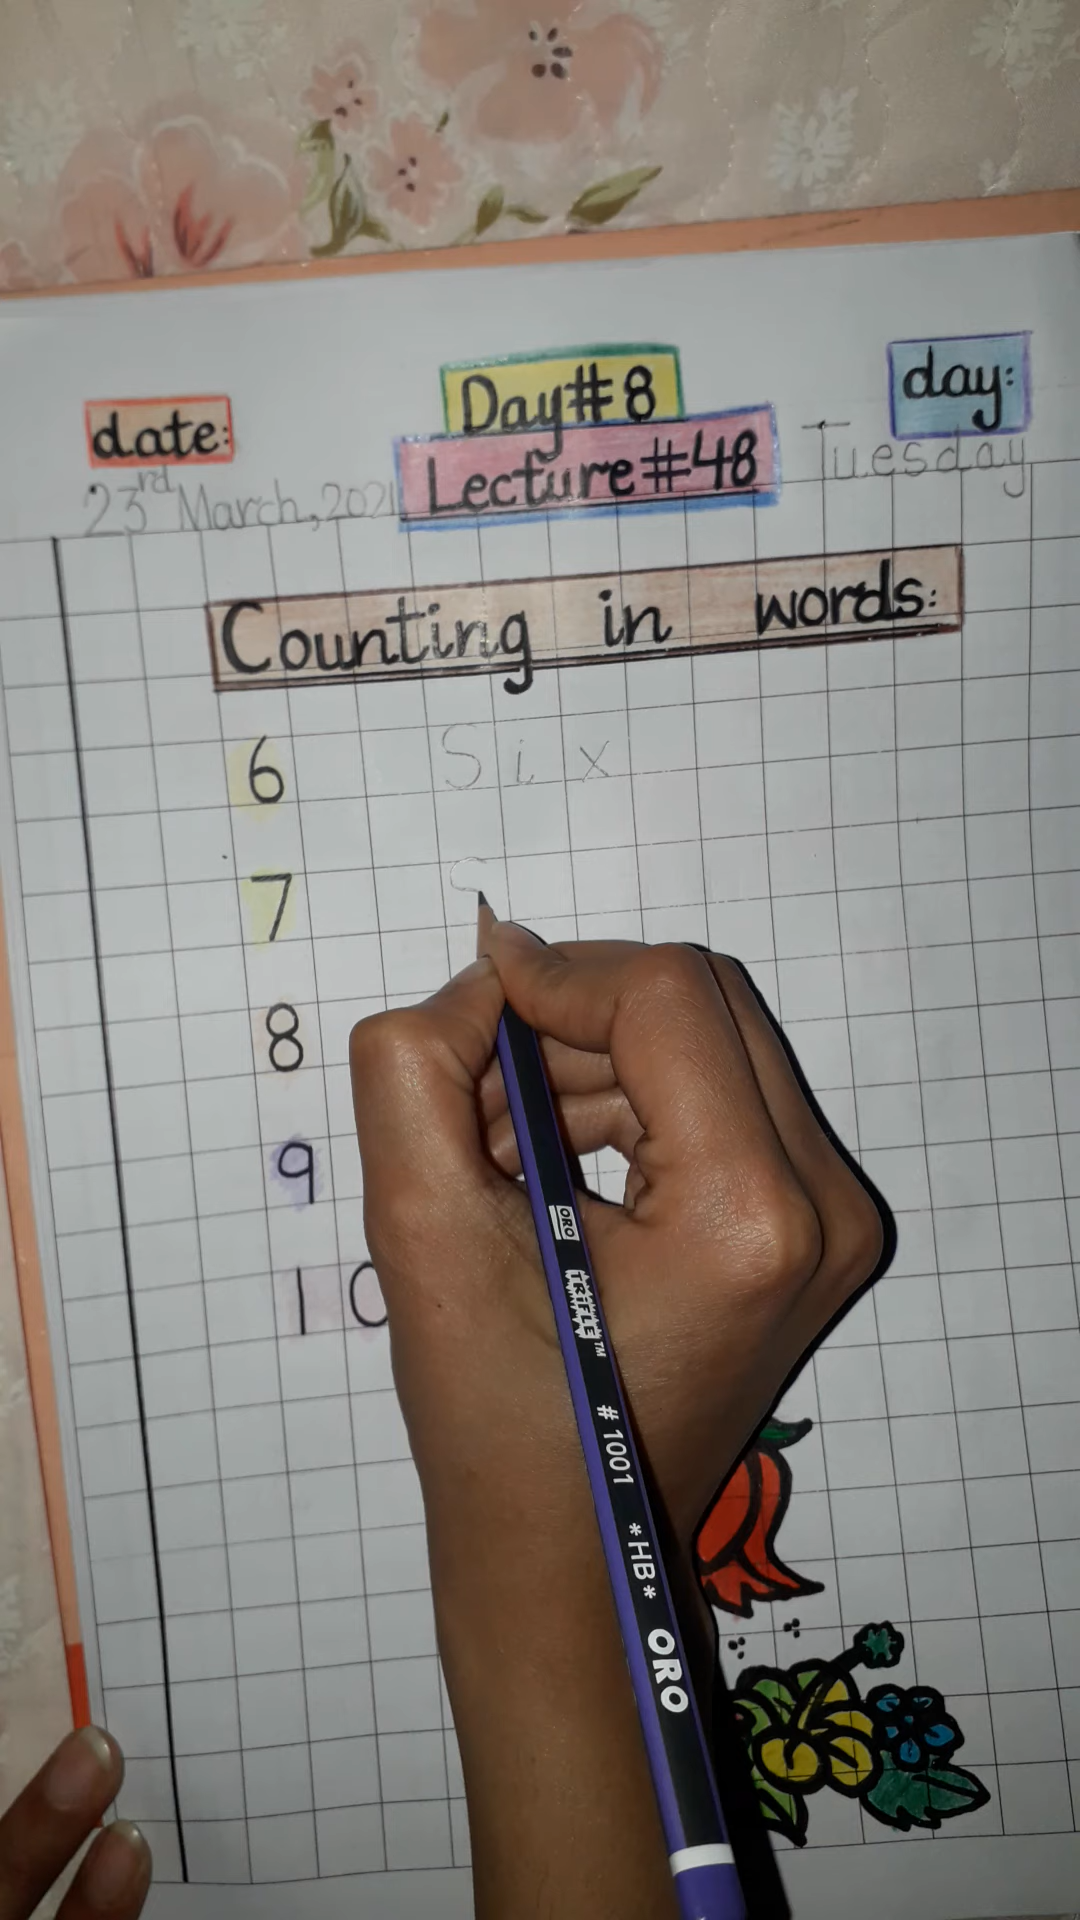 Day#8
day:
date:
Lecture #48
Tuesday
23rd March, 2021
Counting in words:
6 Six
7 S
8
9
10
ORO TRIZLE™ # 1001 *HB* ORO